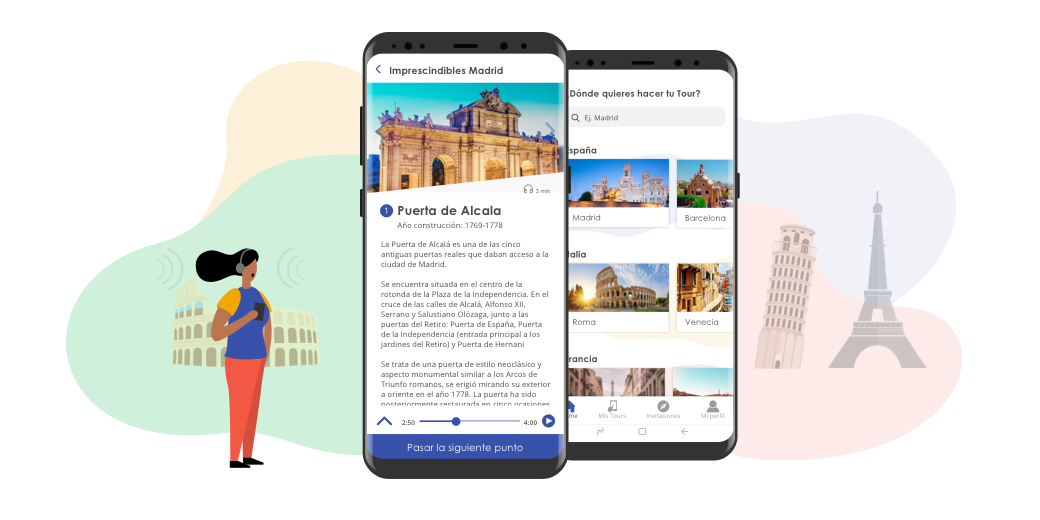 Imprescindibles Madrid
3 min
1 Puerta de Alcala
Año construcción: 1769-1778
La Puerta de Alcalá es una de las cinco
antiguas puertas reales que daban acceso a la
ciudad de Madrid.
Se encuentra situada en el centro de la
rotonda de la Plaza de la Independencia. En el
cruce de las calles de Alcalá, Alfonso XII,
Serrano y Salustiano Olózaga, junto a las
puertas del Retiro: Puerta de España, Puerta
de la Independencia (entrada principal a los
jardines del Retiro) y Puerta de Hernani
Se trata de una puerta de estilo neoclásico y
aspecto monumental similar a los Arcos de
Triunfo romanos, se erigió mirando su exterior
a oriente en el año 1778. La puerta ha sido
posteriormente restaurada en cinco ocasiones
2:50
4:00
Pasar la siguiente punto
Dónde quieres hacer tu Tour?
Ej. Madrid
spaña
Madrid
Barcelona
talia
Roma
Venecia
rancia
me
Mis Tours
Invitaciones
Mi perfil